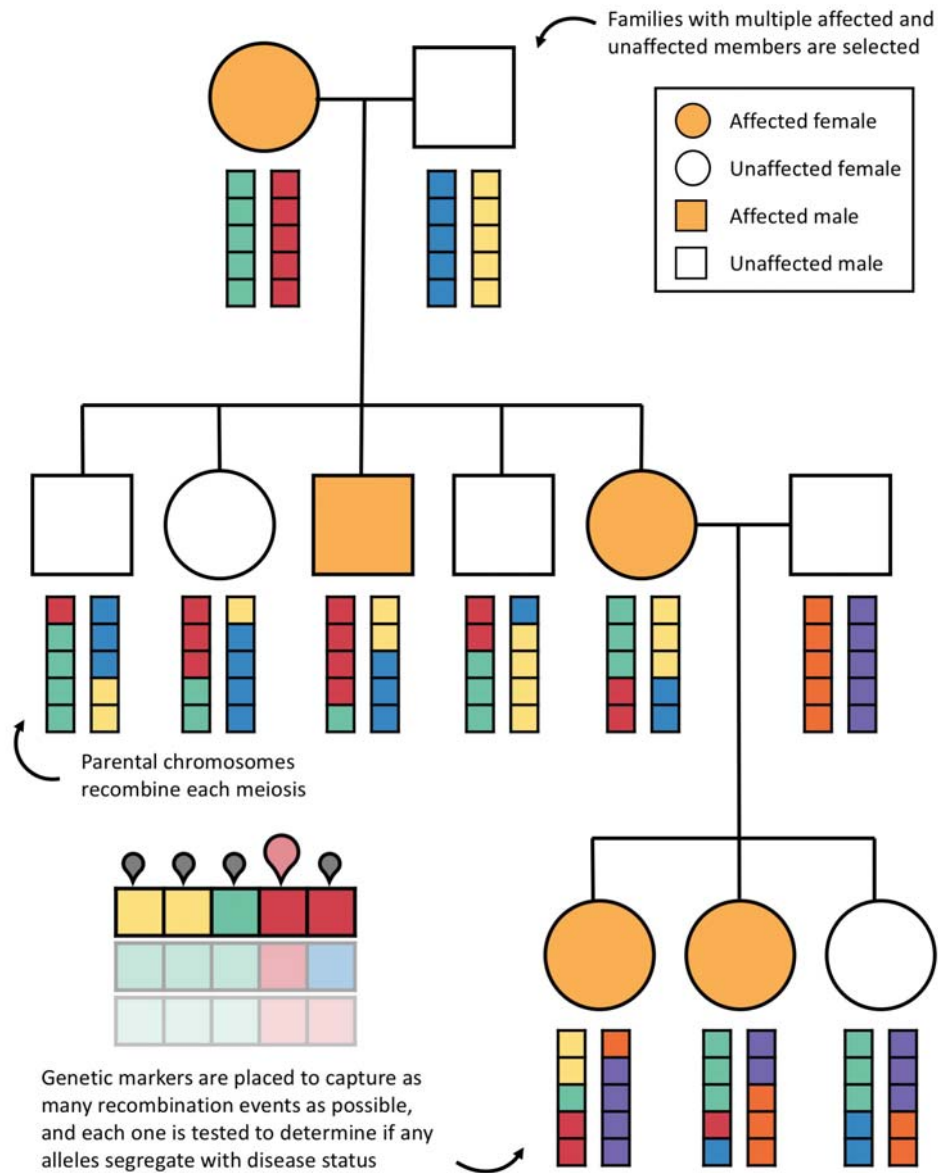 Families with multiple affected and
unaffected members are selected
Affected female
Unaffected female
Affected male
Unaffected male
Parental chromosomes
recombine each meiosis
Genetic markers are placed to capture as
many recombination events as possible,
and each one is tested to determine if any
alleles segregate with disease status